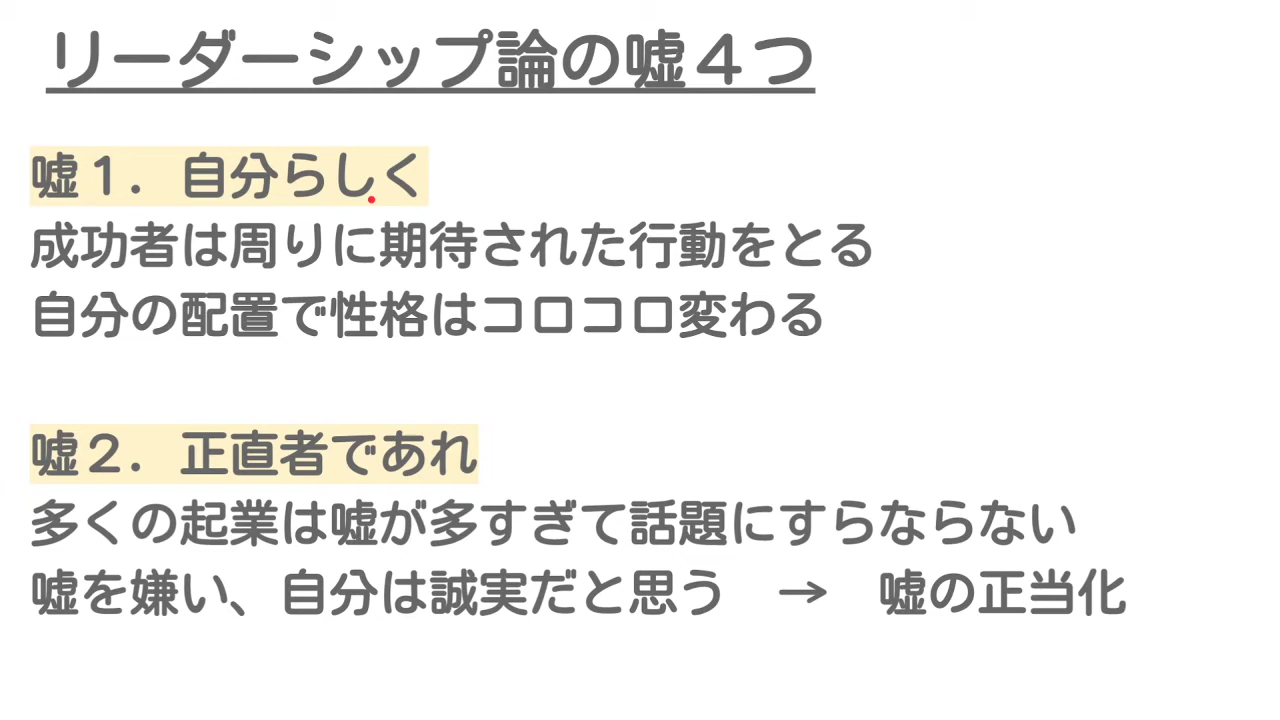 リーダーシップ論の嘘４つ
嘘１．自分らしく
成功者は周りに期待された行動をとる
自分の配置で性格はコロコロ変わる
嘘２．正直者であれ
多くの起業は嘘が多すぎて話題にすらならない
嘘を嫌い、自分は誠実だと思う　→　嘘の正当化